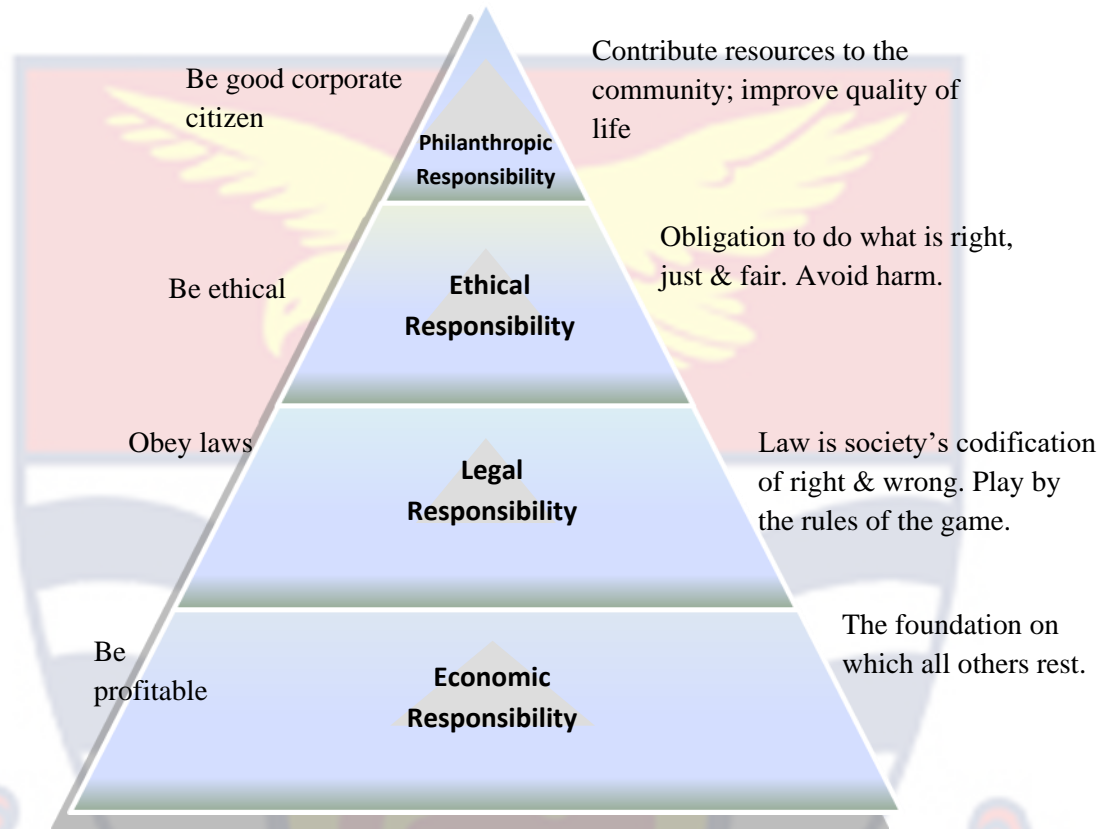 Be good corporate
citizen
Philanthropic
Responsibility
Contribute resources to the
community; improve quality of
life
Be ethical
Ethical
Responsibility
Obligation to do what is right,
just & fair. Avoid harm.
Obey laws
Legal
Responsibility
Law is society’s codification
of right & wrong. Play by
the rules of the game.
Be
profitable
Economic
Responsibility
The foundation on
which all others rest.